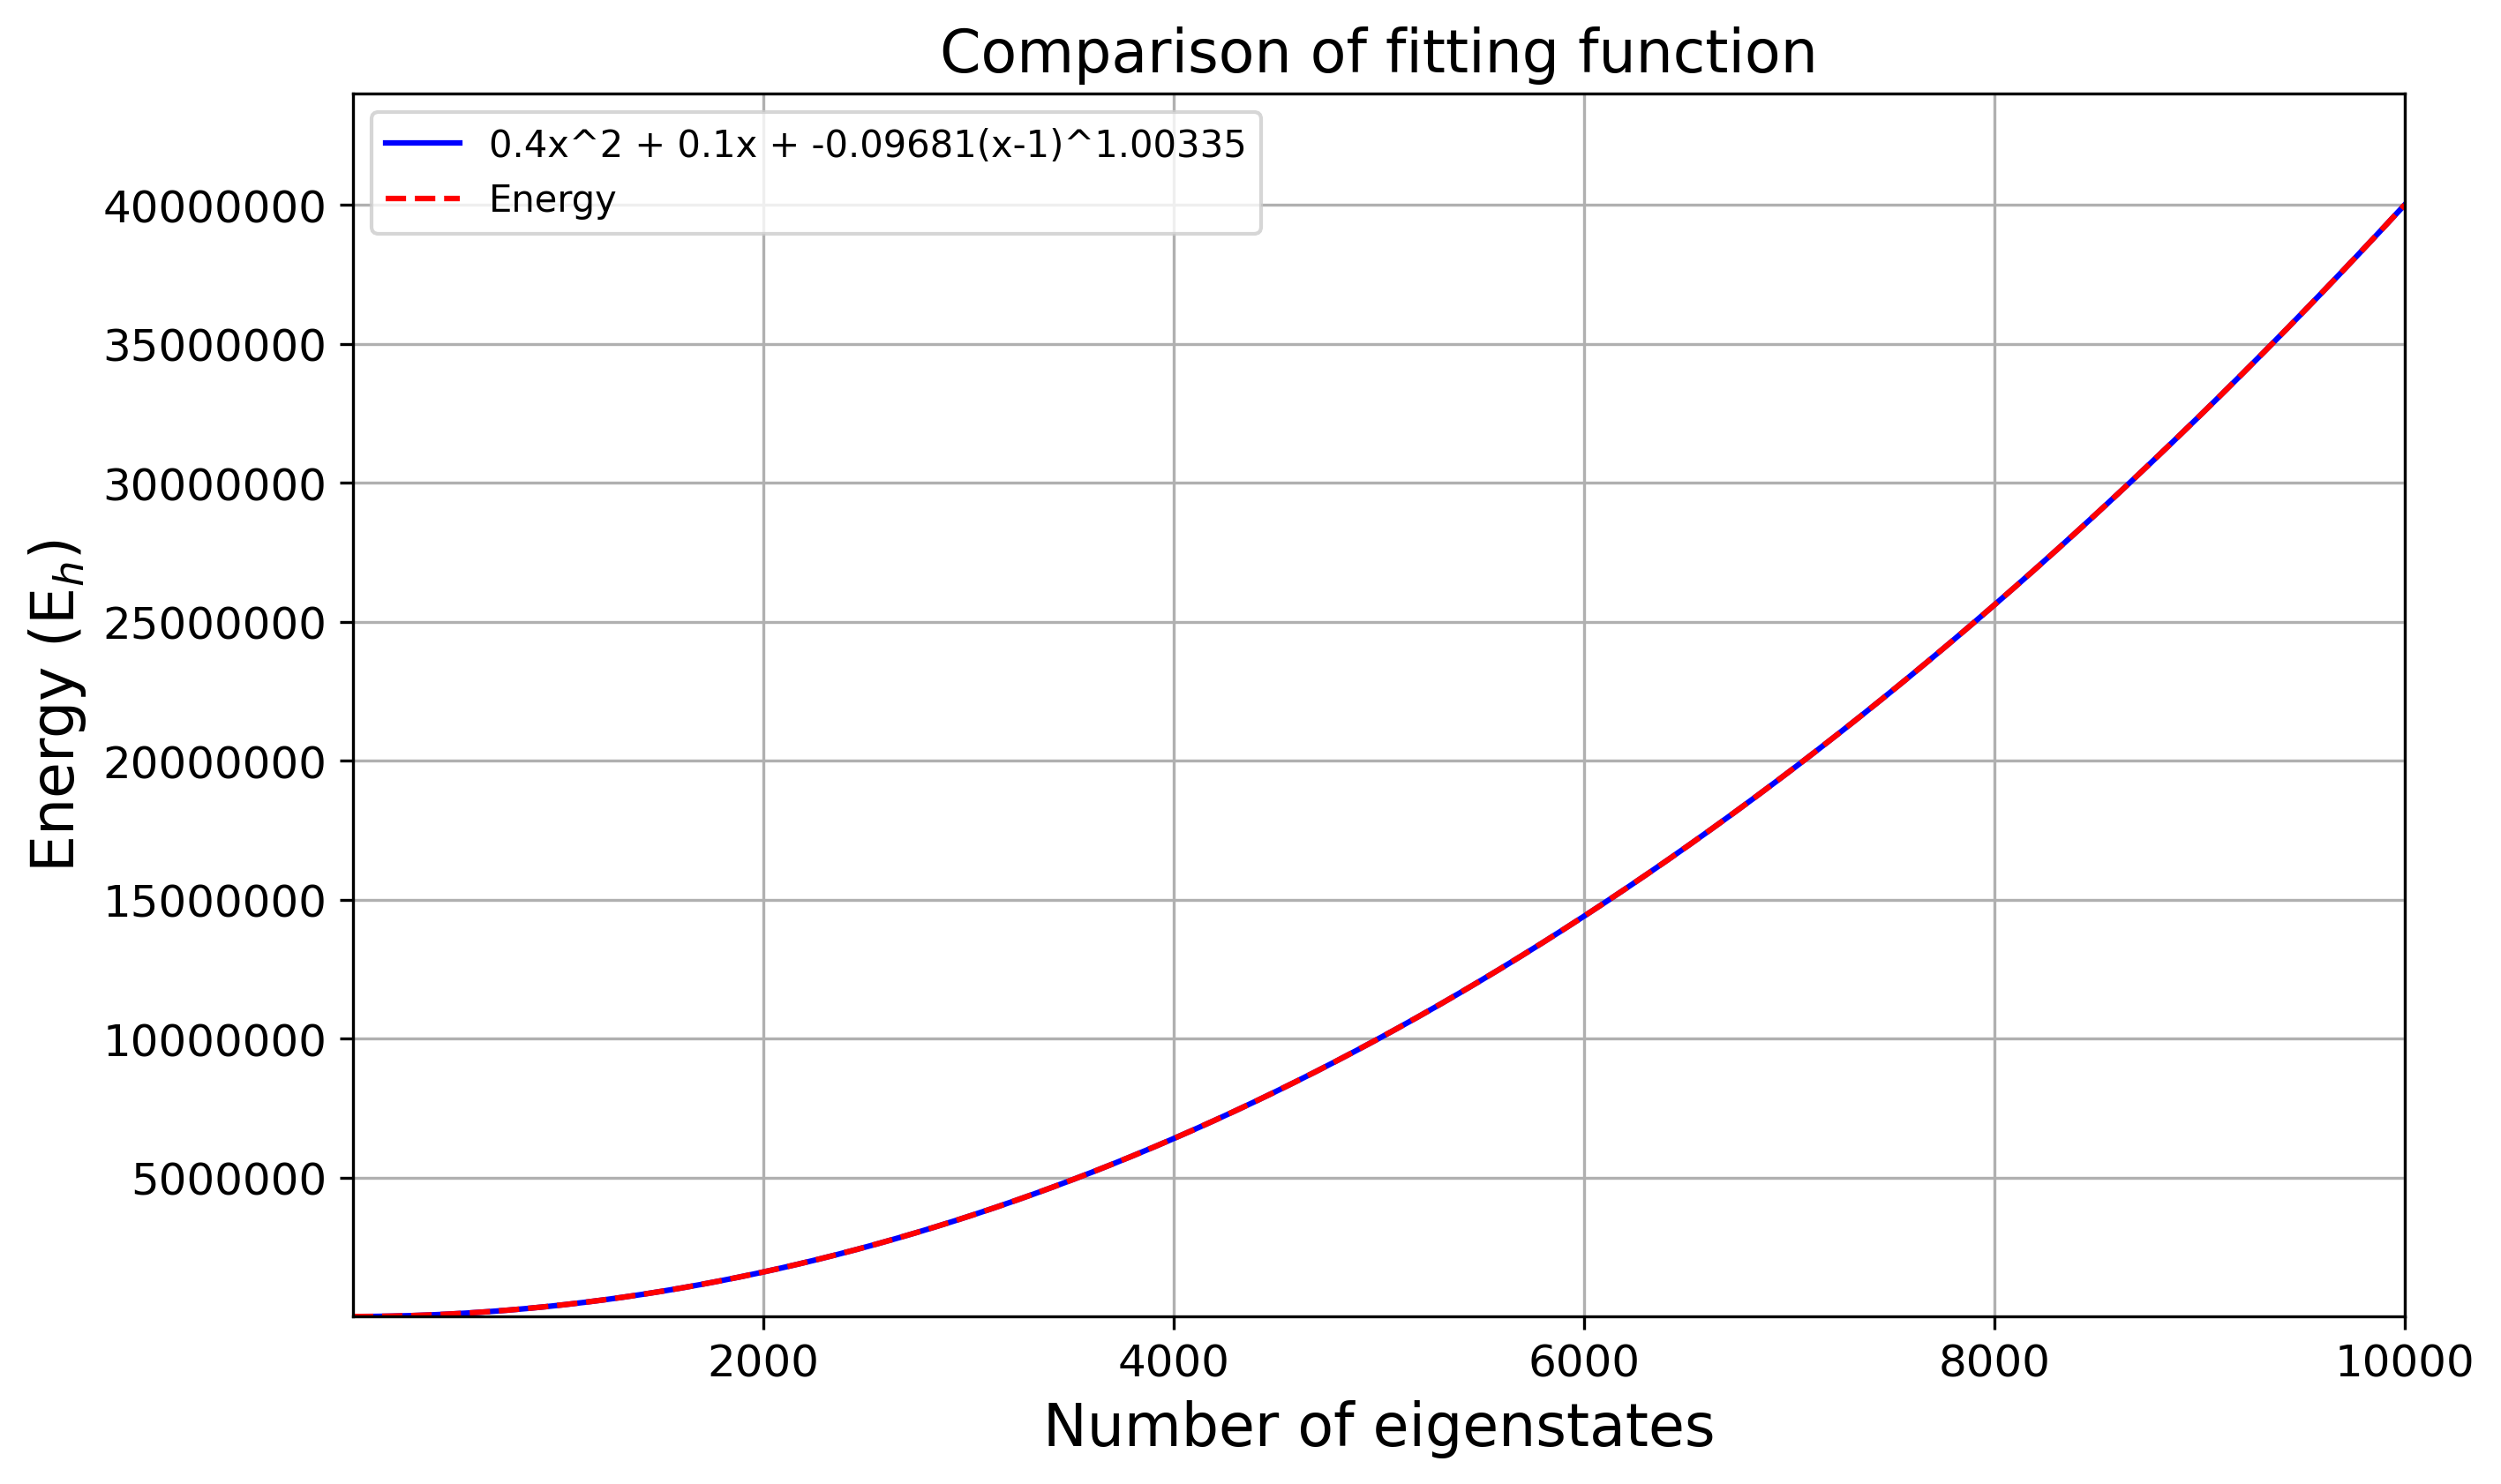 Comparison of fitting function
0.4x^2 + 0.1x + -0.09681(x-1)^1.00335
Energy
Energy (E_h)
40000000
35000000
30000000
25000000
20000000
15000000
10000000
5000000
2000 4000 6000 8000 10000
Number of eigenstates